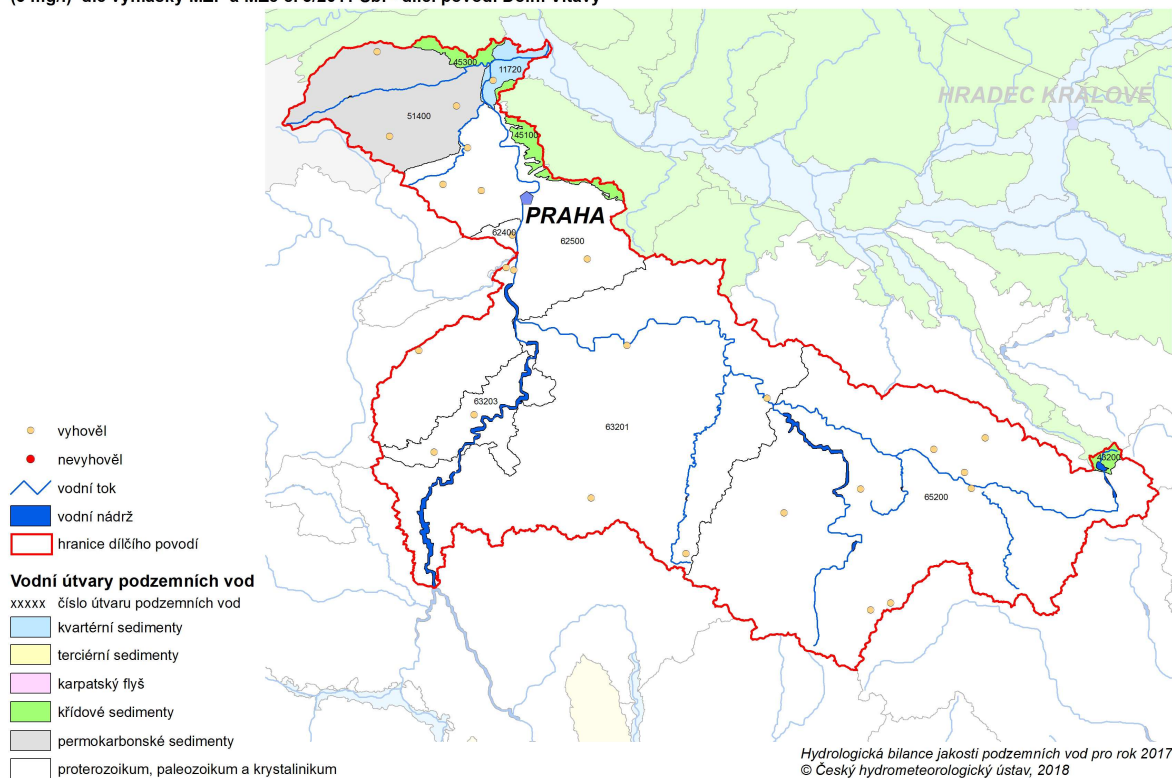 45300
11720
HRADEC KRÁLOVÉ
51400
45100
PRAHA
62400
62500
63203
63201
65200
vyhověl
nevyhověl
vodní tok
vodní nádrž
hranice dílčího povodí
Vodní útvary podzemních vod
xxxxx číslo útvaru podzemních vod
kvartérní sedimenty
terciérní sedimenty
karpatský flyš
křídové sedimenty
permokarbonské sedimenty
proterozoikum, paleozoikum a krystalinikum
Hydrologická bilance jakosti podzemních vod pro rok 2017
© Český hydrometeorologický ústav, 2018